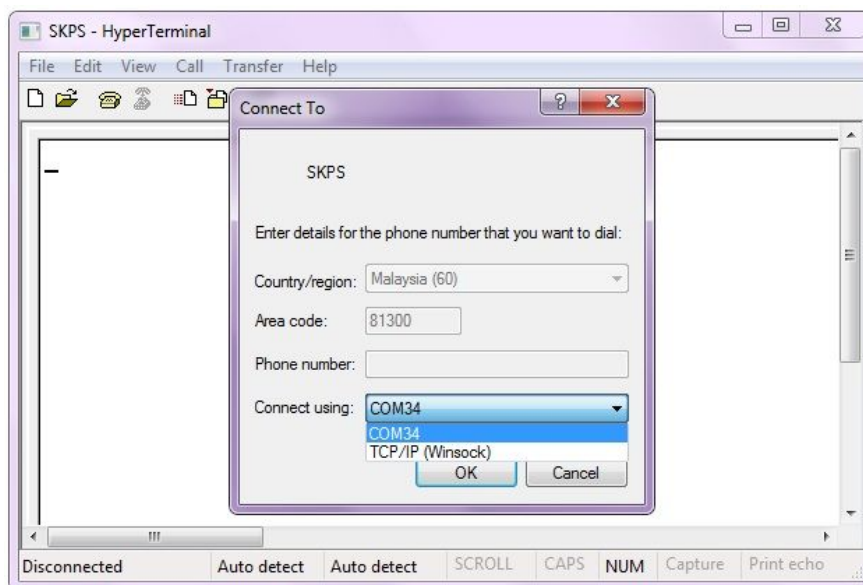 SKPS - HyperTerminal
File Edit View Call Transfer Help
Connect To
SKPS
Enter details for the phone number that you want to dial:
Country/region: Malaysia (60)
Area code: 81300
Phone number:
Connect using: COM34
COM34
TCP/IP (Winsock)
OK Cancel
Disconnected Auto detect Auto detect SCROLL CAPS NUM Capture Print echo